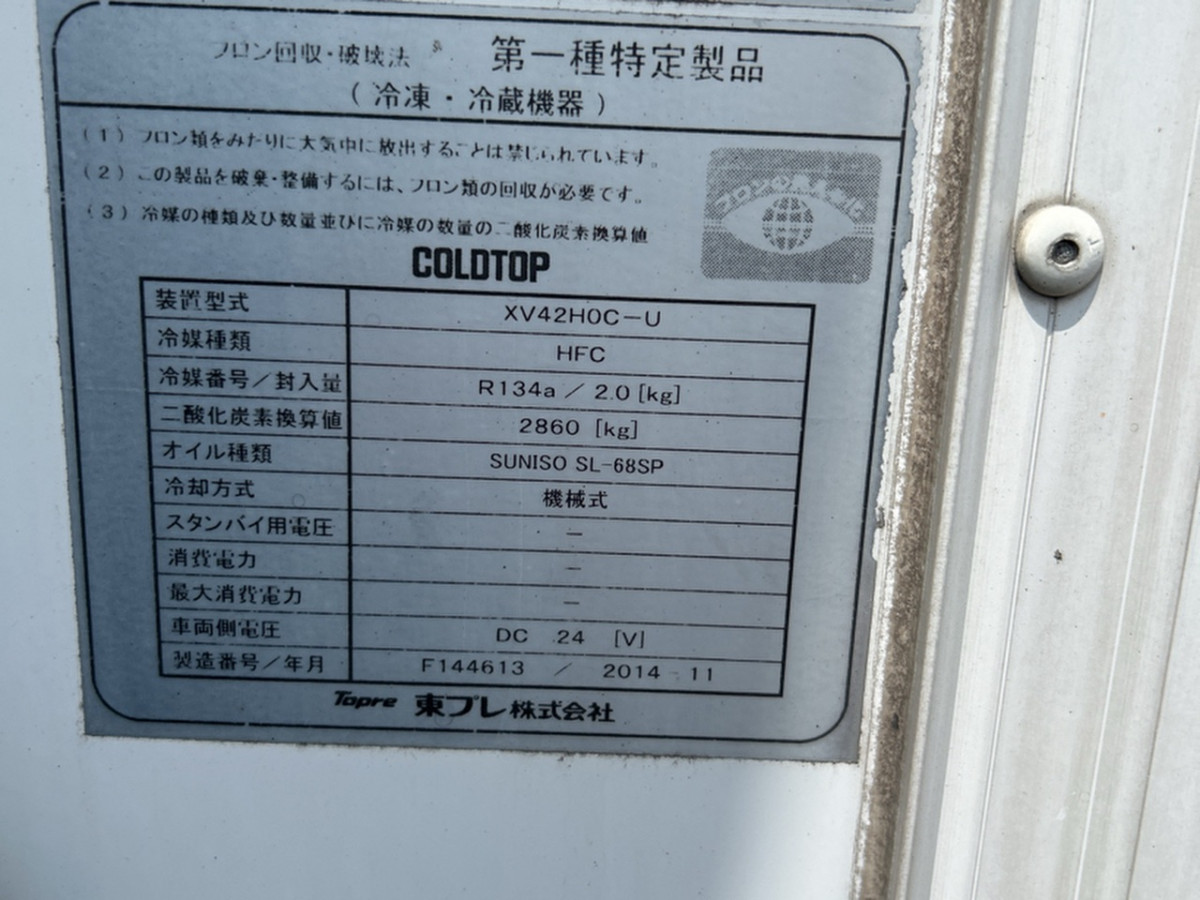 フロン回収・破壊法 第一種特定製品
（冷凍・冷蔵機器）
（1）フロン類をみだりに大気中に放出することは禁じられています。
（2）この製品を破棄・整備するには、フロン類の回収が必要です。
（3）冷媒の種類及び数量並びに冷媒の数量の二酸化炭素換算値
COLDTOP
装置型式 XV42H0C－U
冷媒種類 HFC
冷媒番号／封入量 R134a ／ 2.0 [kg]
二酸化炭素換算値 2860 [kg]
オイル種類 SUNISO SL-68SP
冷却方式 機械式
スタンバイ用電圧 －
消費電力 －
最大消費電力 －
車両側電圧 DC 24 [V]
製造番号／年月 F144613 ／ 2014 - 11
Topre 東プレ株式会社